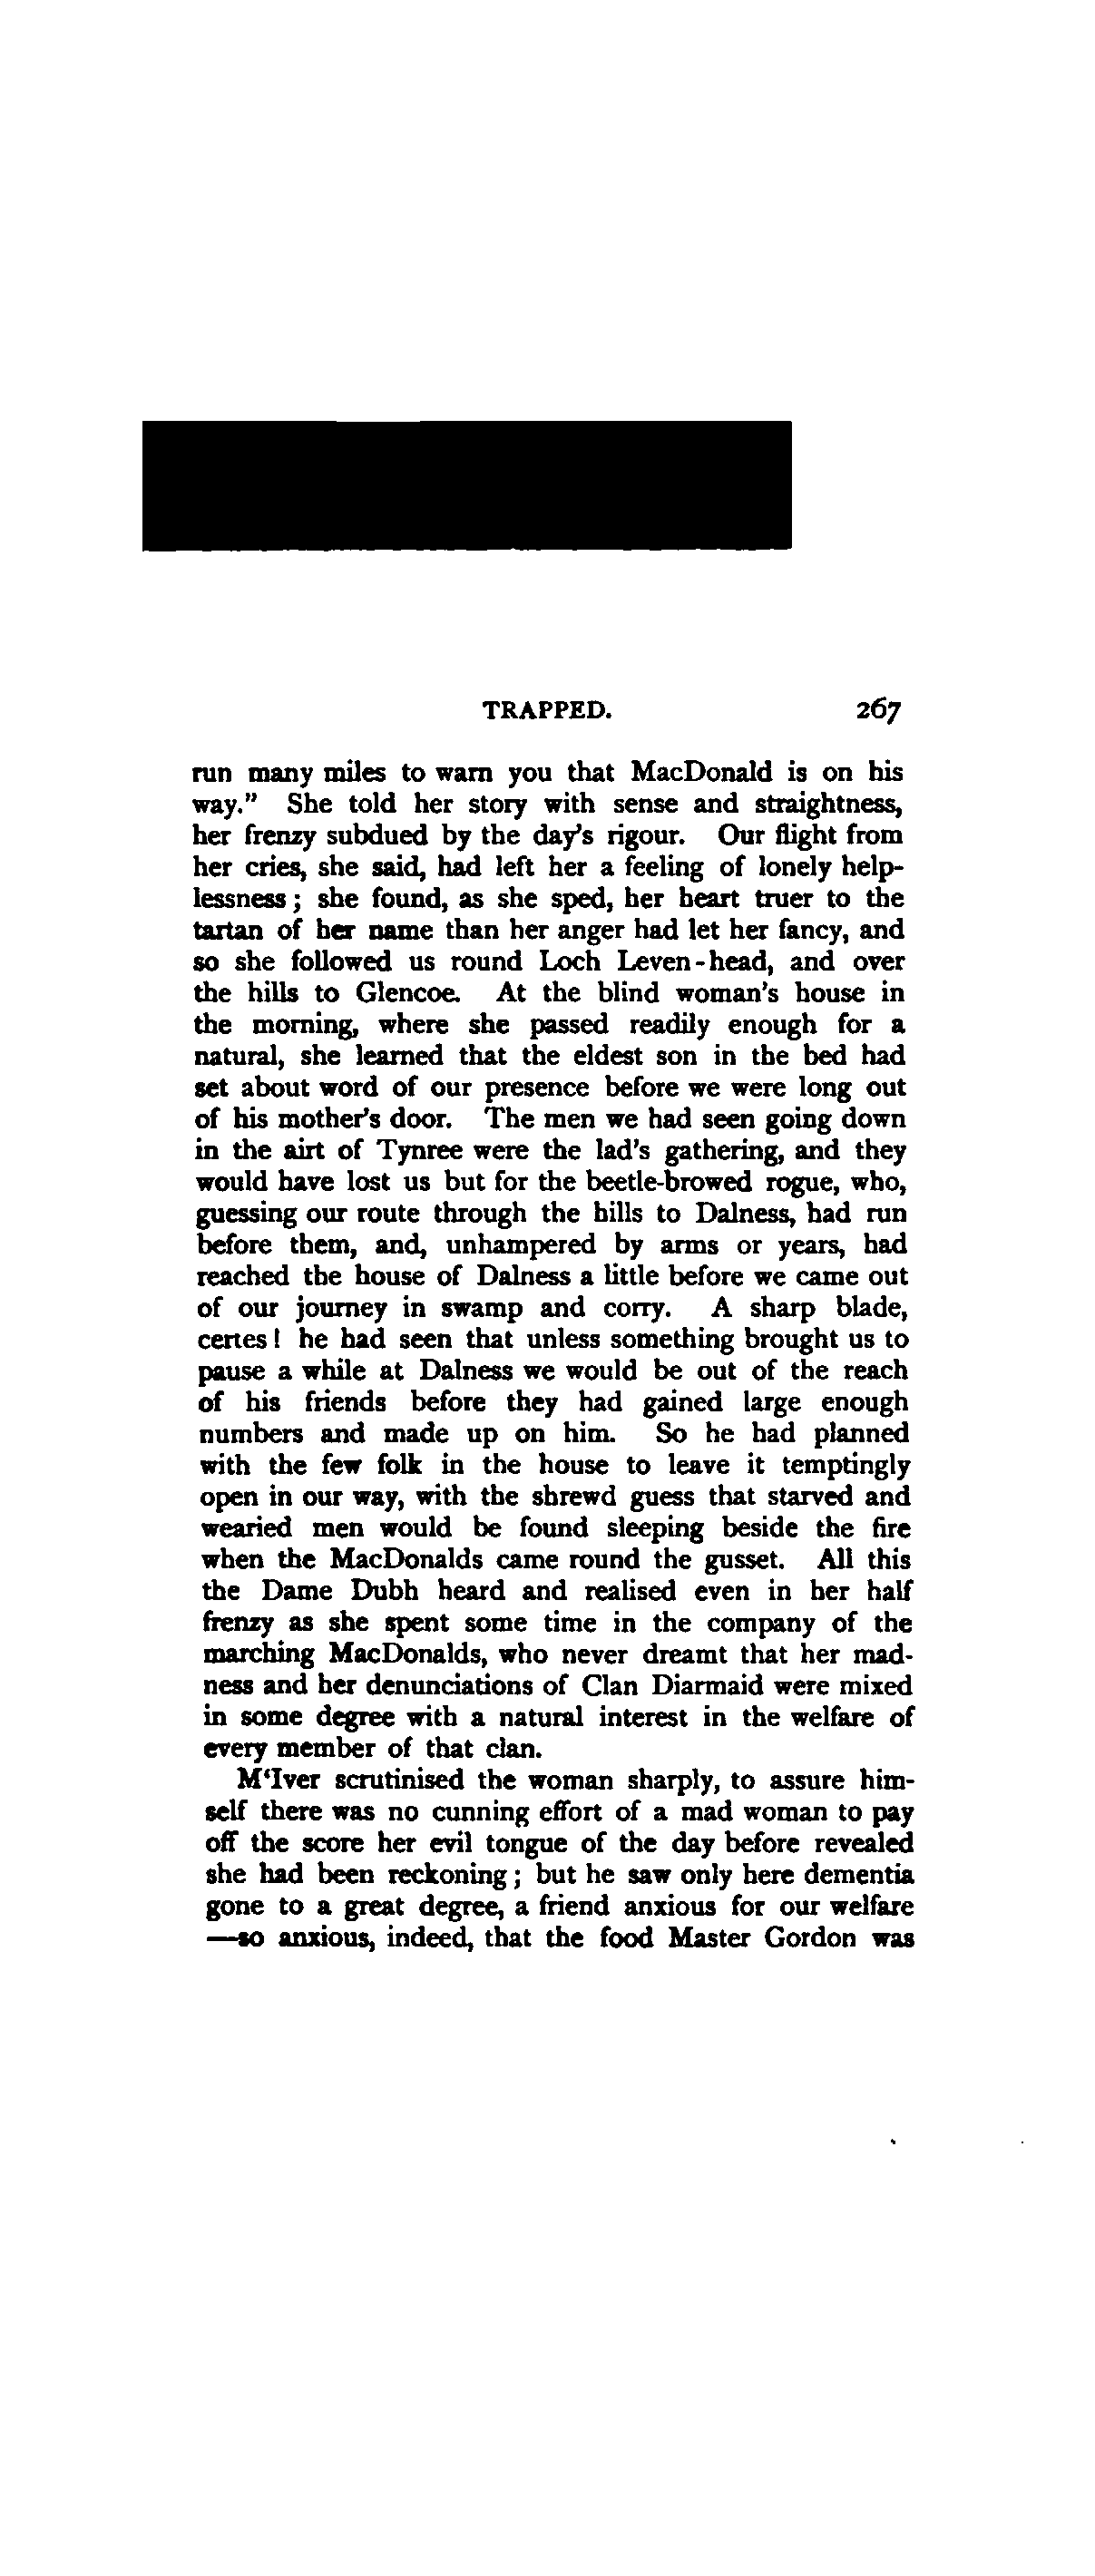 TRAPPED. 267
run many miles to warn you that MacDonald is on his
way." She told her story with sense and straightness,
her frenzy subdued by the day's rigour. Our flight from
her cries, she said, had left her a feeling of lonely help-
lessness; she found, as she sped, her heart truer to the
tartan of her name than her anger had let her fancy, and
so she followed us round Loch Leven-head, and over
the hills to Glencoe. At the blind woman's house in
the morning, where she passed readily enough for a
natural, she learned that the eldest son in the bed had
set about word of our presence before we were long out
of his mother's door. The men we had seen going down
in the airt of Tynree were the lad's gathering, and they
would have lost us but for the beetle-browed rogue, who,
guessing our route through the hills to Dalness, had run
before them, and, unhampered by arms or years, had
reached the house of Dalness a little before we came out
of our journey in swamp and corry. A sharp blade,
certes! he had seen that unless something brought us to
pause a while at Dalness we would be out of the reach
of his friends before they had gained large enough
numbers and made up on him. So he had planned
with the few folk in the house to leave it temptingly
open in our way, with the shrewd guess that starved and
wearied men would be found sleeping beside the fire
when the MacDonalds came round the gusset. All this
the Dame Dubh heard and realised even in her half
frenzy as she spent some time in the company of the
marching MacDonalds, who never dreamt that her mad-
ness and her denunciations of Clan Diarmaid were mixed
in some degree with a natural interest in the welfare of
every member of that clan.
M'Iver scrutinised the woman sharply, to assure him-
self there was no cunning effort of a mad woman to pay
off the score her evil tongue of the day before revealed
she had been reckoning; but he saw only here dementia
gone to a great degree, a friend anxious for our welfare
—so anxious, indeed, that the food Master Gordon was